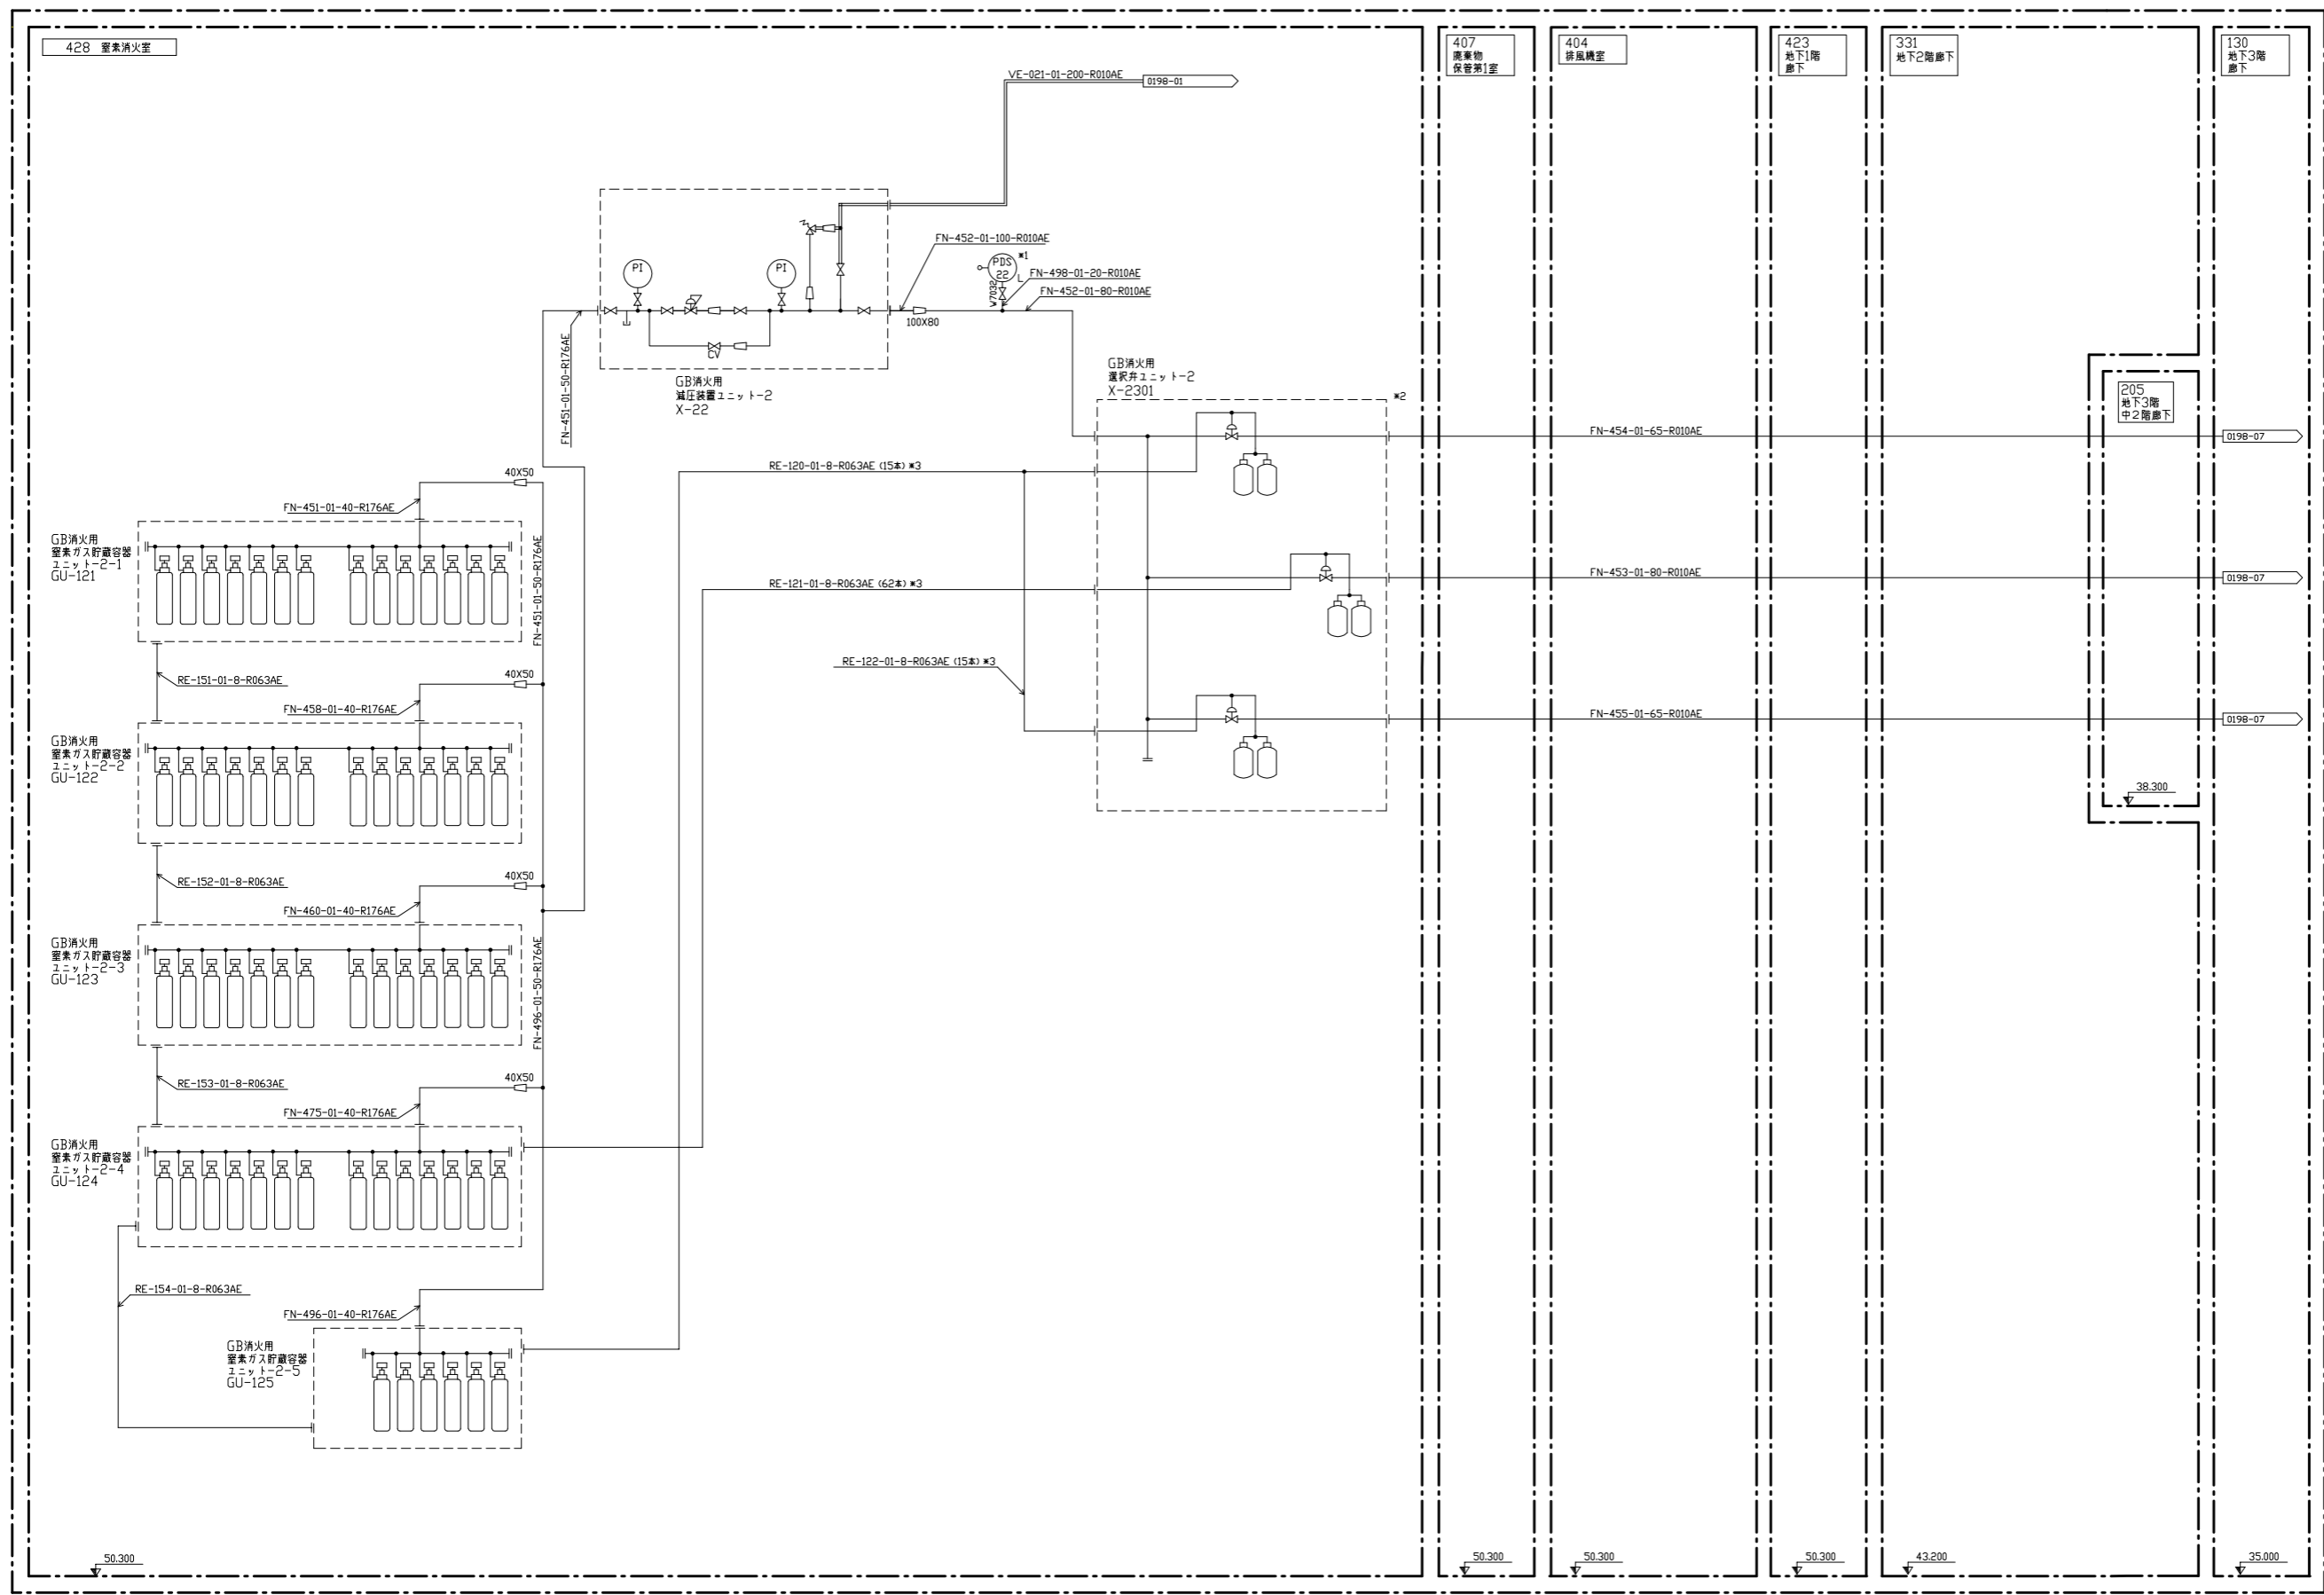 428 窒素消火室
407
廃棄物
保管第1室
404
排風機室
423
地下1階
廊下
331
地下2階廊下
130
地下3階
廊下
VE-021-01-200-R010AE
0198-01
FN-452-01-100-R010AE
PI
PI
PDS
22
※1
L
V7032
FN-498-01-20-R010AE
FN-452-01-80-R010AE
100X80
CV
FN-451-01-50-R176AE
GB消火用
減圧装置ユニット-2
X-22
GB消火用
選択弁ユニット-2
X-2301
※2
205
地下3階
中2階廊下
FN-454-01-65-R010AE
0198-07
RE-120-01-8-R063AE (15本) ※3
40X50
FN-451-01-40-R176AE
GB消火用
窒素ガス貯蔵容器
ユニット-2-1
GU-121
FN-451-01-50-R176AE
RE-121-01-8-R063AE (62本) ※3
FN-453-01-80-R010AE
0198-07
RE-122-01-8-R063AE (15本) ※3
RE-151-01-8-R063AE
40X50
FN-458-01-40-R176AE
FN-455-01-65-R010AE
0198-07
GB消火用
窒素ガス貯蔵容器
ユニット-2-2
GU-122
38.300
RE-152-01-8-R063AE
40X50
FN-460-01-40-R176AE
GB消火用
窒素ガス貯蔵容器
ユニット-2-3
GU-123
FN-496-01-50-R176AE
RE-153-01-8-R063AE
40X50
FN-475-01-40-R176AE
GB消火用
窒素ガス貯蔵容器
ユニット-2-4
GU-124
RE-154-01-8-R063AE
FN-496-01-40-R176AE
GB消火用
窒素ガス貯蔵容器
ユニット-2-5
GU-125
50.300
50.300
50.300
50.300
43.200
35.000